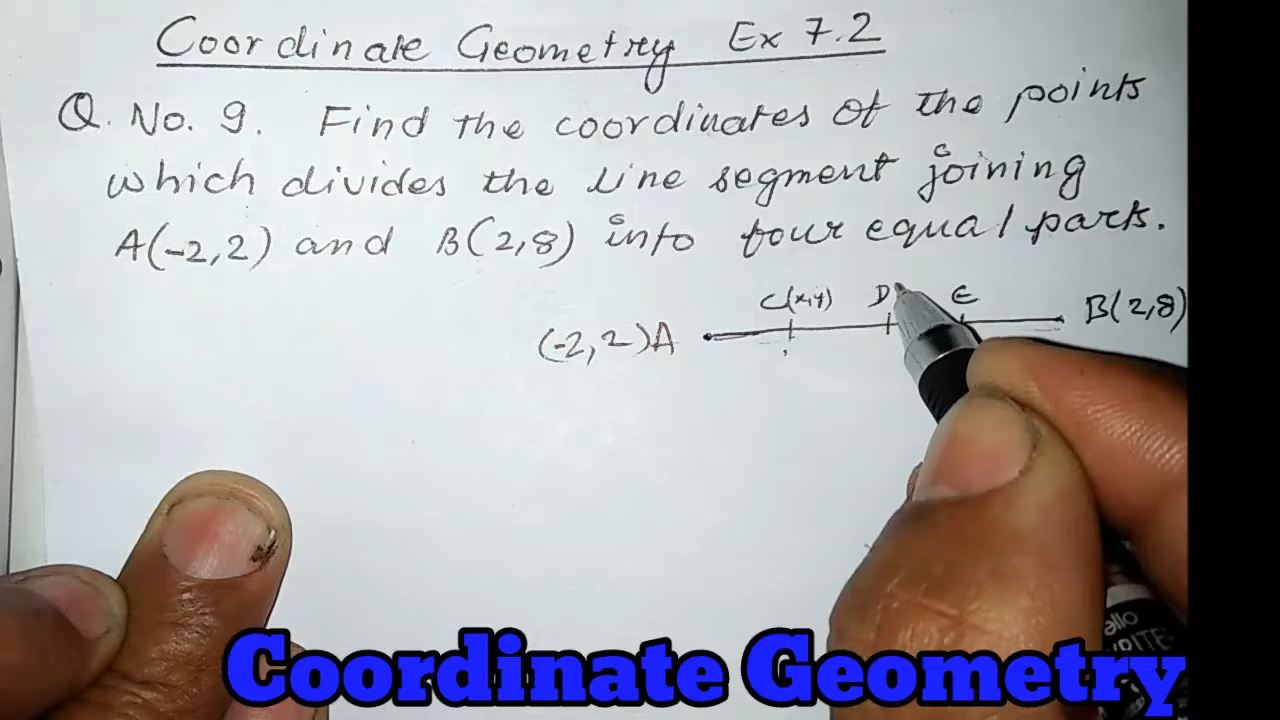 Coordinate Geometry Ex 7.2
Q. No. 9. Find the coordinates of the points
which divides the line segment joining
A(-2,2) and B(2,8) into four equal parts.
C(x,y) D E
(-2,2)A B(2,8)
Coordinate Geometry